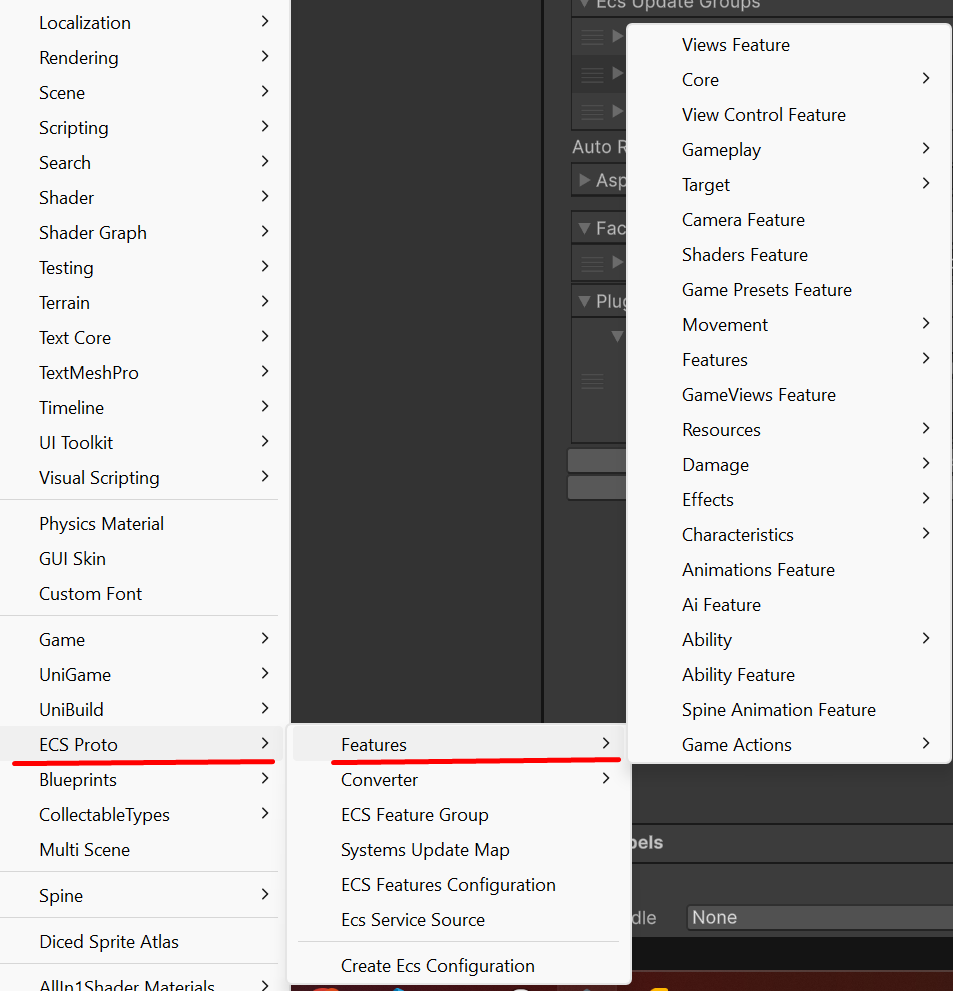 Localization
Rendering
Scene
Scripting
Search
Shader
Shader Graph
Testing
Terrain
Text Core
TextMeshPro
Timeline
UI Toolkit
Visual Scripting
Physics Material
GUI Skin
Custom Font
Game
UniGame
UniBuild
ECS Proto
Blueprints
CollectableTypes
Multi Scene
Spine
Diced Sprite Atlas
AllIn1Shader Materials
Features
Converter
ECS Feature Group
Systems Update Map
ECS Features Configuration
Ecs Service Source
Create Ecs Configuration
Ecs Update Groups
Auto R
Asp
Fac
Plug
Views Feature
Core
View Control Feature
Gameplay
Target
Camera Feature
Shaders Feature
Game Presets Feature
Movement
Features
GameViews Feature
Resources
Damage
Effects
Characteristics
Animations Feature
Ai Feature
Ability
Ability Feature
Spine Animation Feature
Game Actions
bels
dle
None